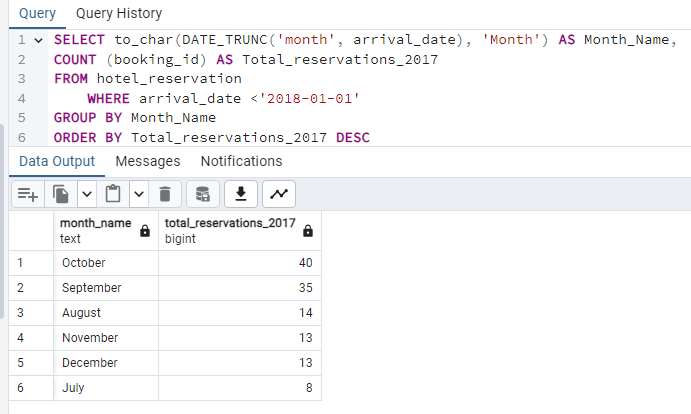 Query Query History
1 SELECT to_char(DATE_TRUNC('month', arrival_date), 'Month') AS Month_Name,
2 COUNT (booking_id) AS Total_reservations_2017
3 FROM hotel_reservation
4 WHERE arrival_date <'2018-01-01'
5 GROUP BY Month_Name
6 ORDER BY Total_reservations_2017 DESC
Data Output Messages Notifications
month_name total_reservations_2017
text bigint
1 October 40
2 September 35
3 August 14
4 November 13
5 December 13
6 July 8